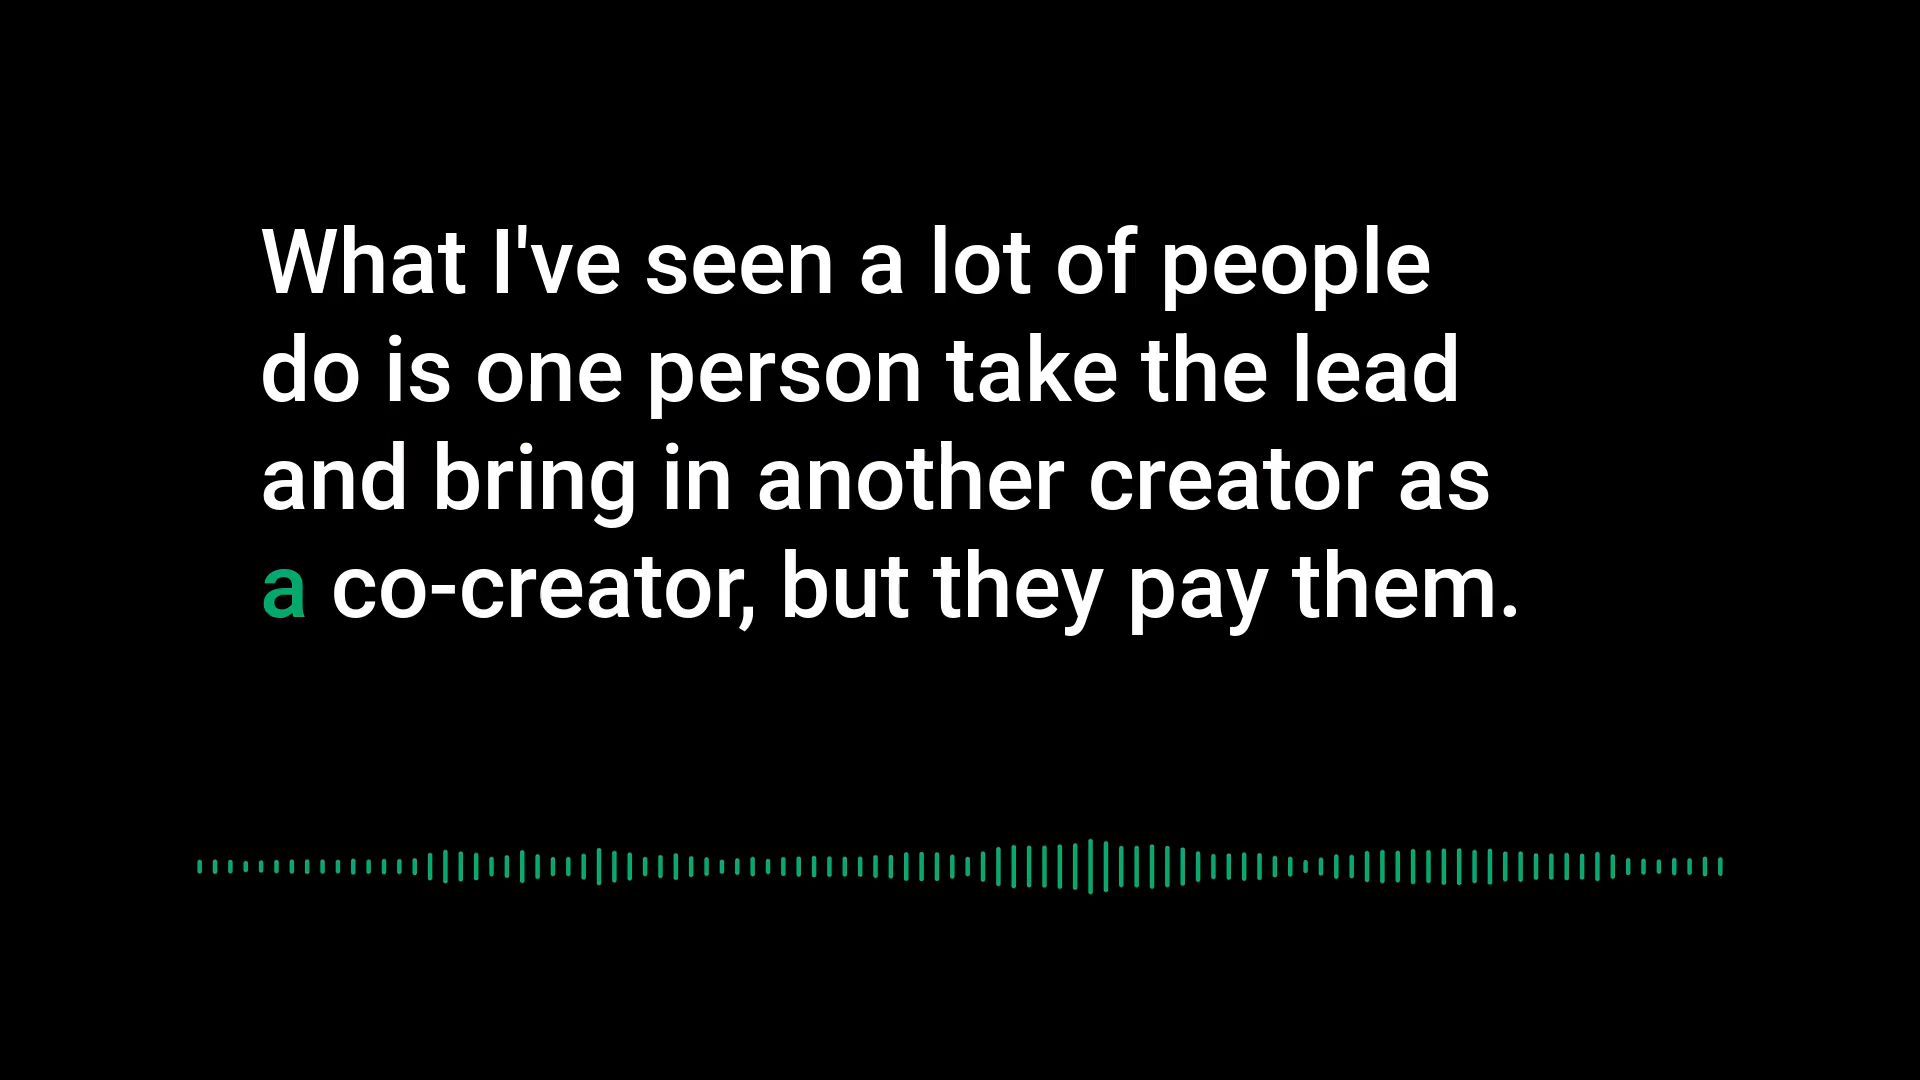 What I've seen a lot of people
do is one person take the lead
and bring in another creator as
a co-creator, but they pay them.